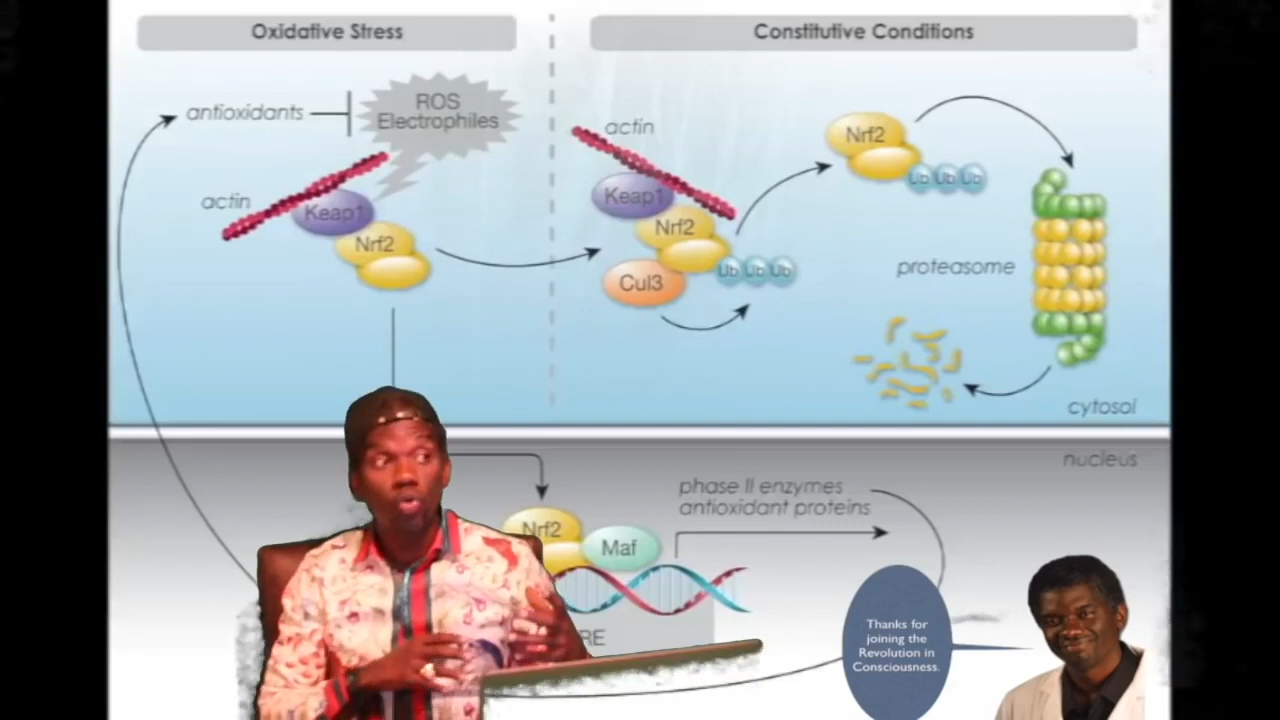 Oxidative Stress
Constitutive Conditions
antioxidants
ROS
Electrophiles
actin
Keap1
Nrf2
actin
Keap1
Nrf2
Cul3
Ub Ub Ub
Nrf2
Ub Ub Ub
proteasome
cytosol
nucleus
phase II enzymes
antioxidant proteins
Nrf2
Maf
RE
Thanks for
joining the
Revolution in
Consciousness.